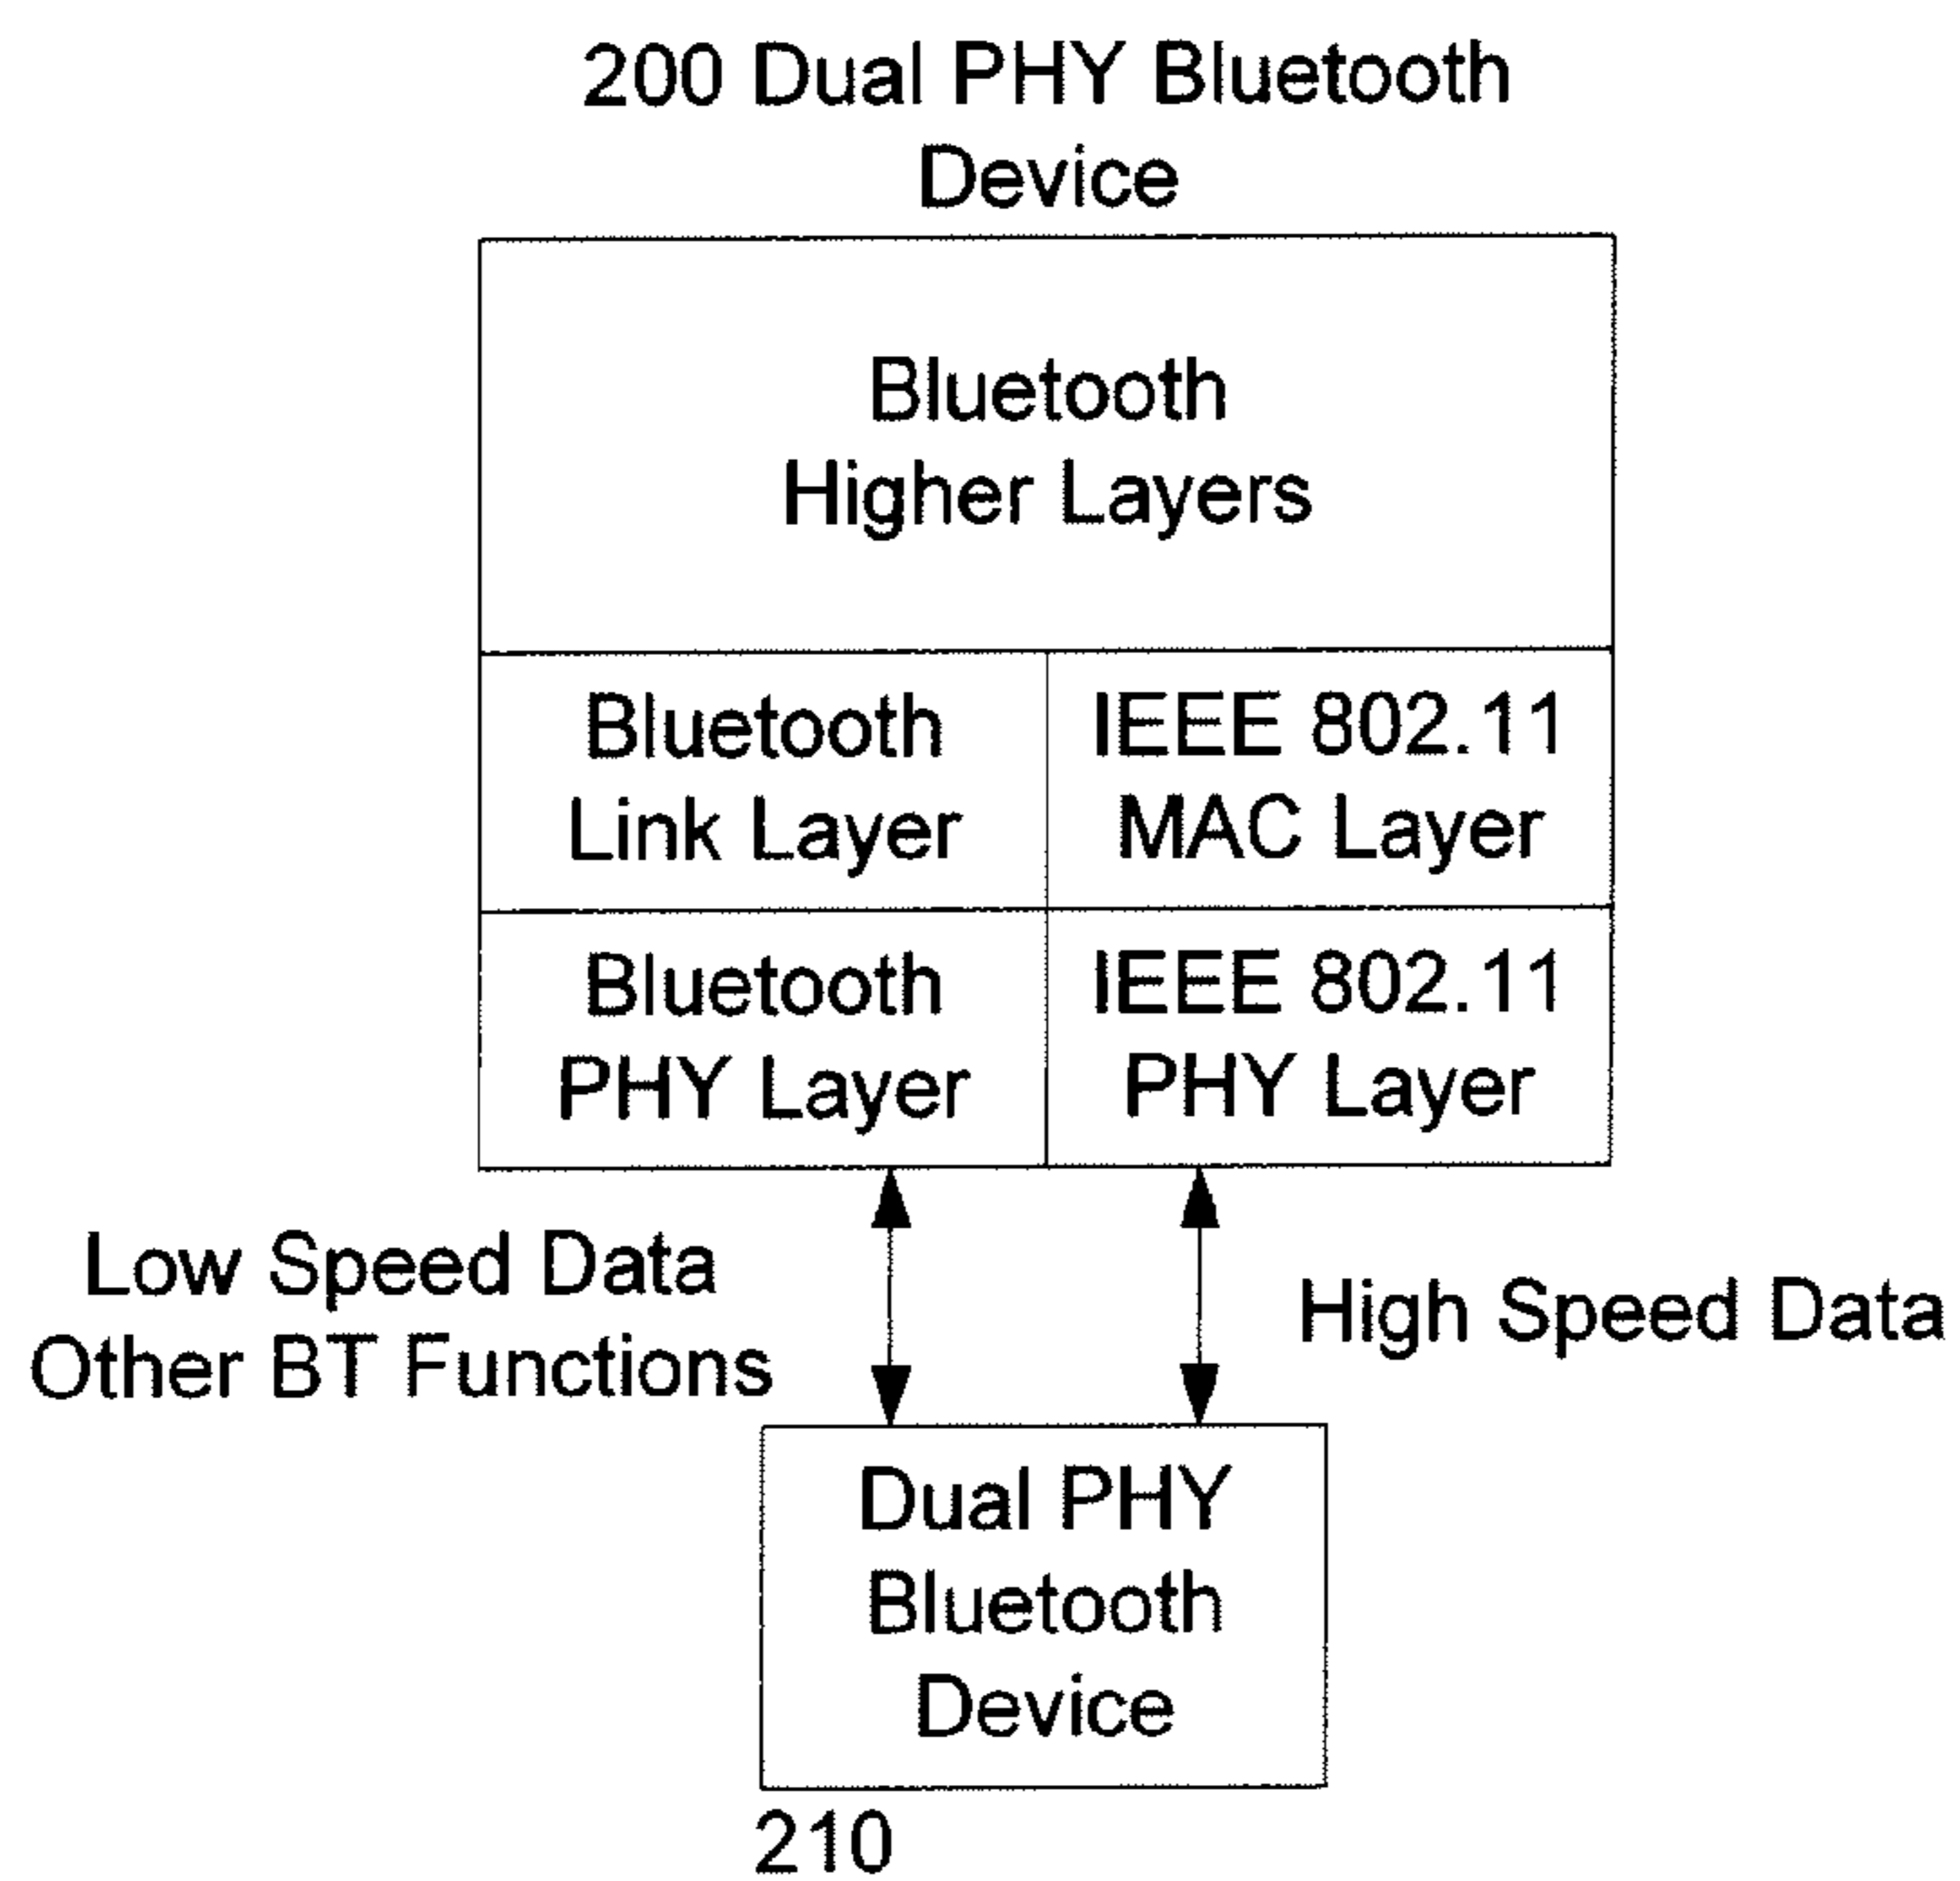 200 Dual PHY Bluetooth
Device
Bluetooth
Higher Layers
Bluetooth
Link Layer
IEEE 802.11
MAC Layer
Bluetooth
PHY Layer
IEEE 802.11
PHY Layer
Low Speed Data
Other BT Functions
High Speed Data
Dual PHY
Bluetooth
Device
210